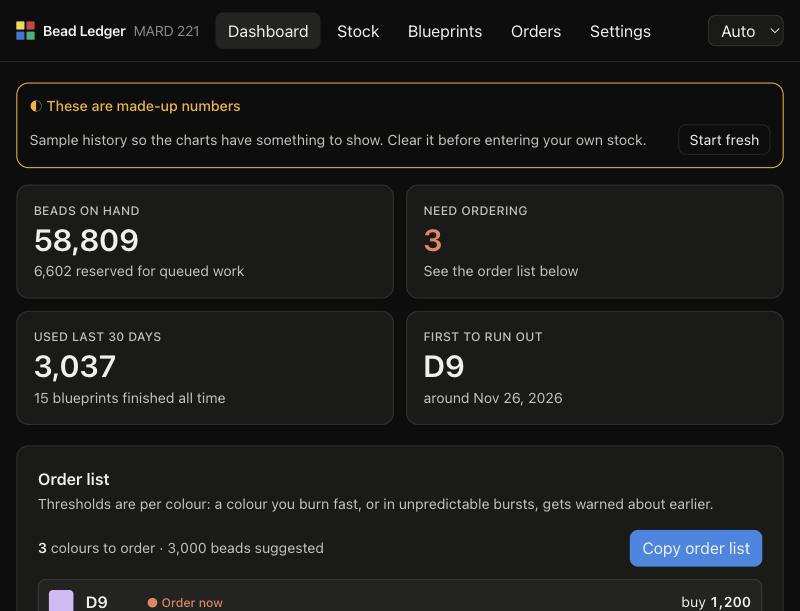 Bead Ledger MARD 221 Dashboard Stock Blueprints Orders Settings Auto
These are made-up numbers
Sample history so the charts have something to show. Clear it before entering your own stock. Start fresh
BEADS ON HAND
58,809
6,602 reserved for queued work
NEED ORDERING
3
See the order list below
USED LAST 30 DAYS
3,037
15 blueprints finished all time
FIRST TO RUN OUT
D9
around Nov 26, 2026
Order list
Thresholds are per colour: a colour you burn fast, or in unpredictable bursts, gets warned about earlier.
3 colours to order · 3,000 beads suggested Copy order list
D9 Order now buy 1,200